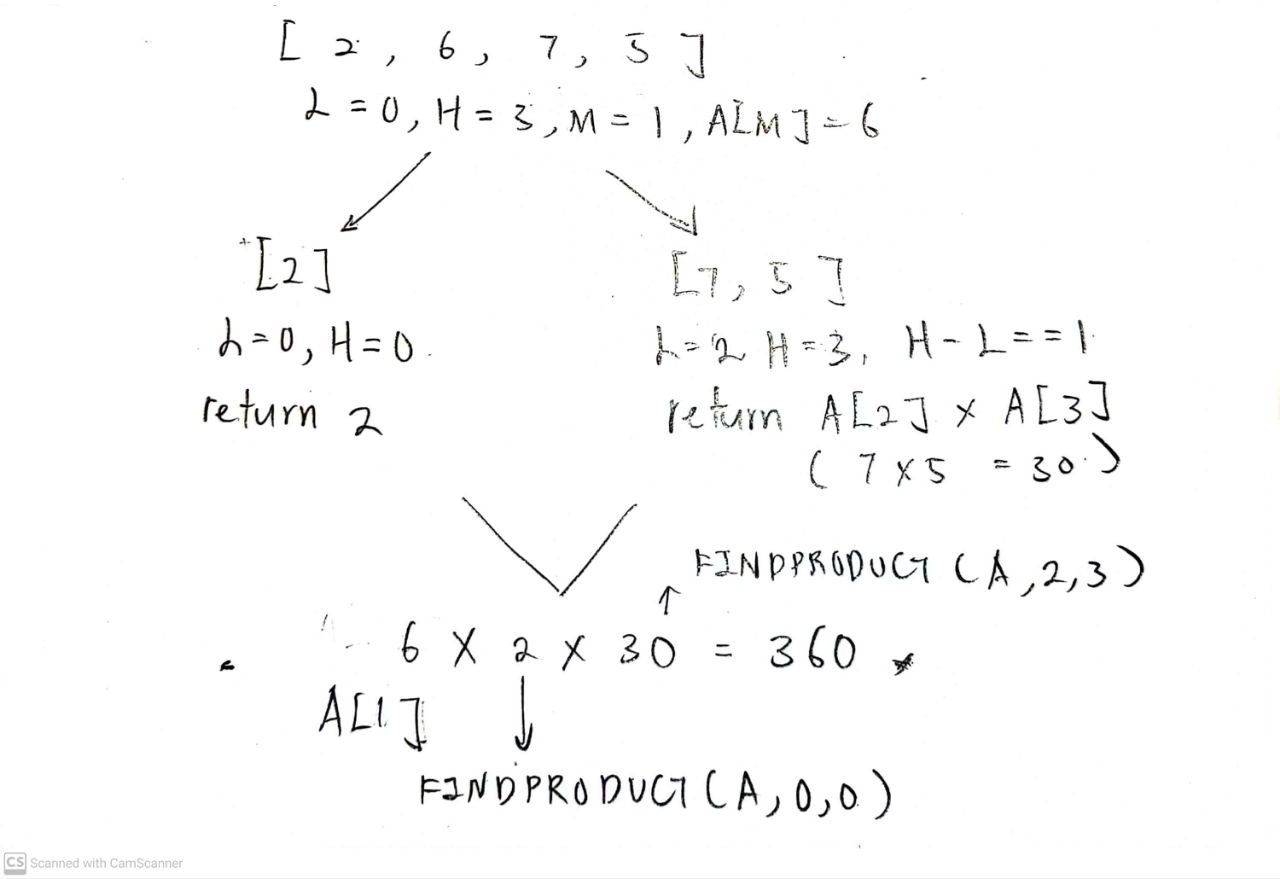 [ 2 , 6 , 7 , 5 ]
L = 0 , H = 3 , M = 1 , A[M] = 6
[2]
[7 , 5 ]
L = 0 , H = 0
L = 2 H = 3 , H - L == 1
return 2
return A[2] x A[3]
( 7 x 5 = 30 )
FINDPRODUCT (A , 2 , 3 )
6 X 2 X 30 = 360
A[1]
FINDPRODUCT (A , 0 , 0 )
CS Scanned with CamScanner